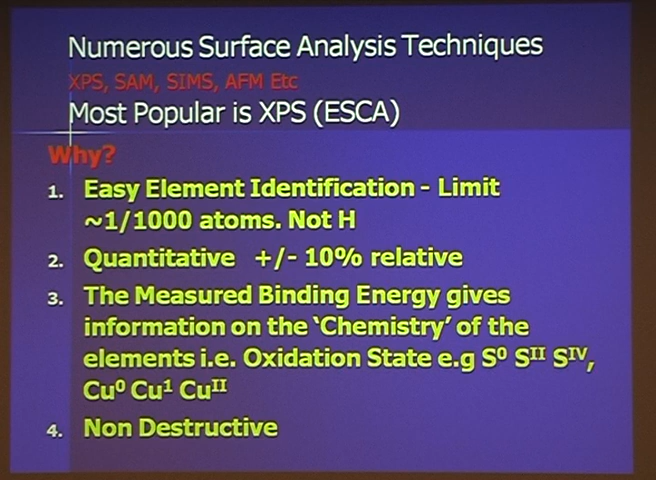 Numerous Surface Analysis Techniques
XPS, SAM, SIMS, AFM Etc
Most Popular is XPS (ESCA)
Why?
1. Easy Element Identification - Limit
~1/1000 atoms. Not H
2. Quantitative +/- 10% relative
3. The Measured Binding Energy gives
information on the ‘Chemistry’ of the
elements i.e. Oxidation State e.g S⁰ Sᴵᴵ Sᴵⱽ,
Cu⁰ Cu¹ Cuᴵᴵ
4. Non Destructive